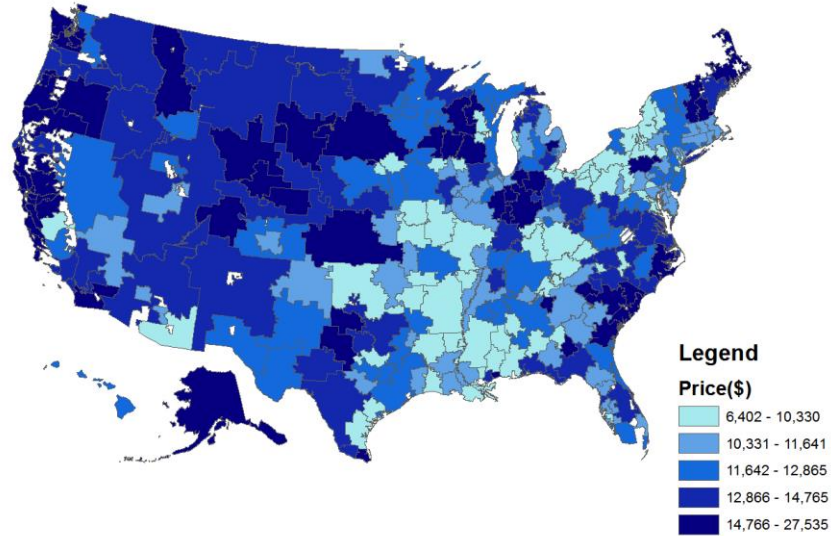 Legend
Price($)
6,402 - 10,330
10,331 - 11,641
11,642 - 12,865
12,866 - 14,765
14,766 - 27,535